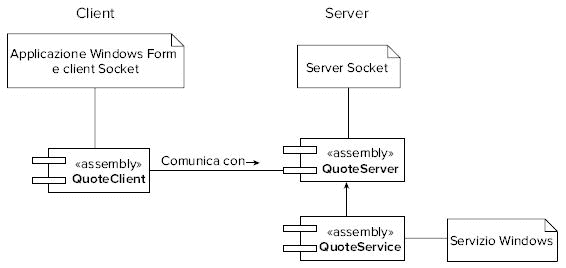 Client
Server
Applicazione Windows Form
e client Socket
Server Socket
«assembly»
QuoteClient
Comunica con
«assembly»
QuoteServer
«assembly»
QuoteService
Servizio Windows